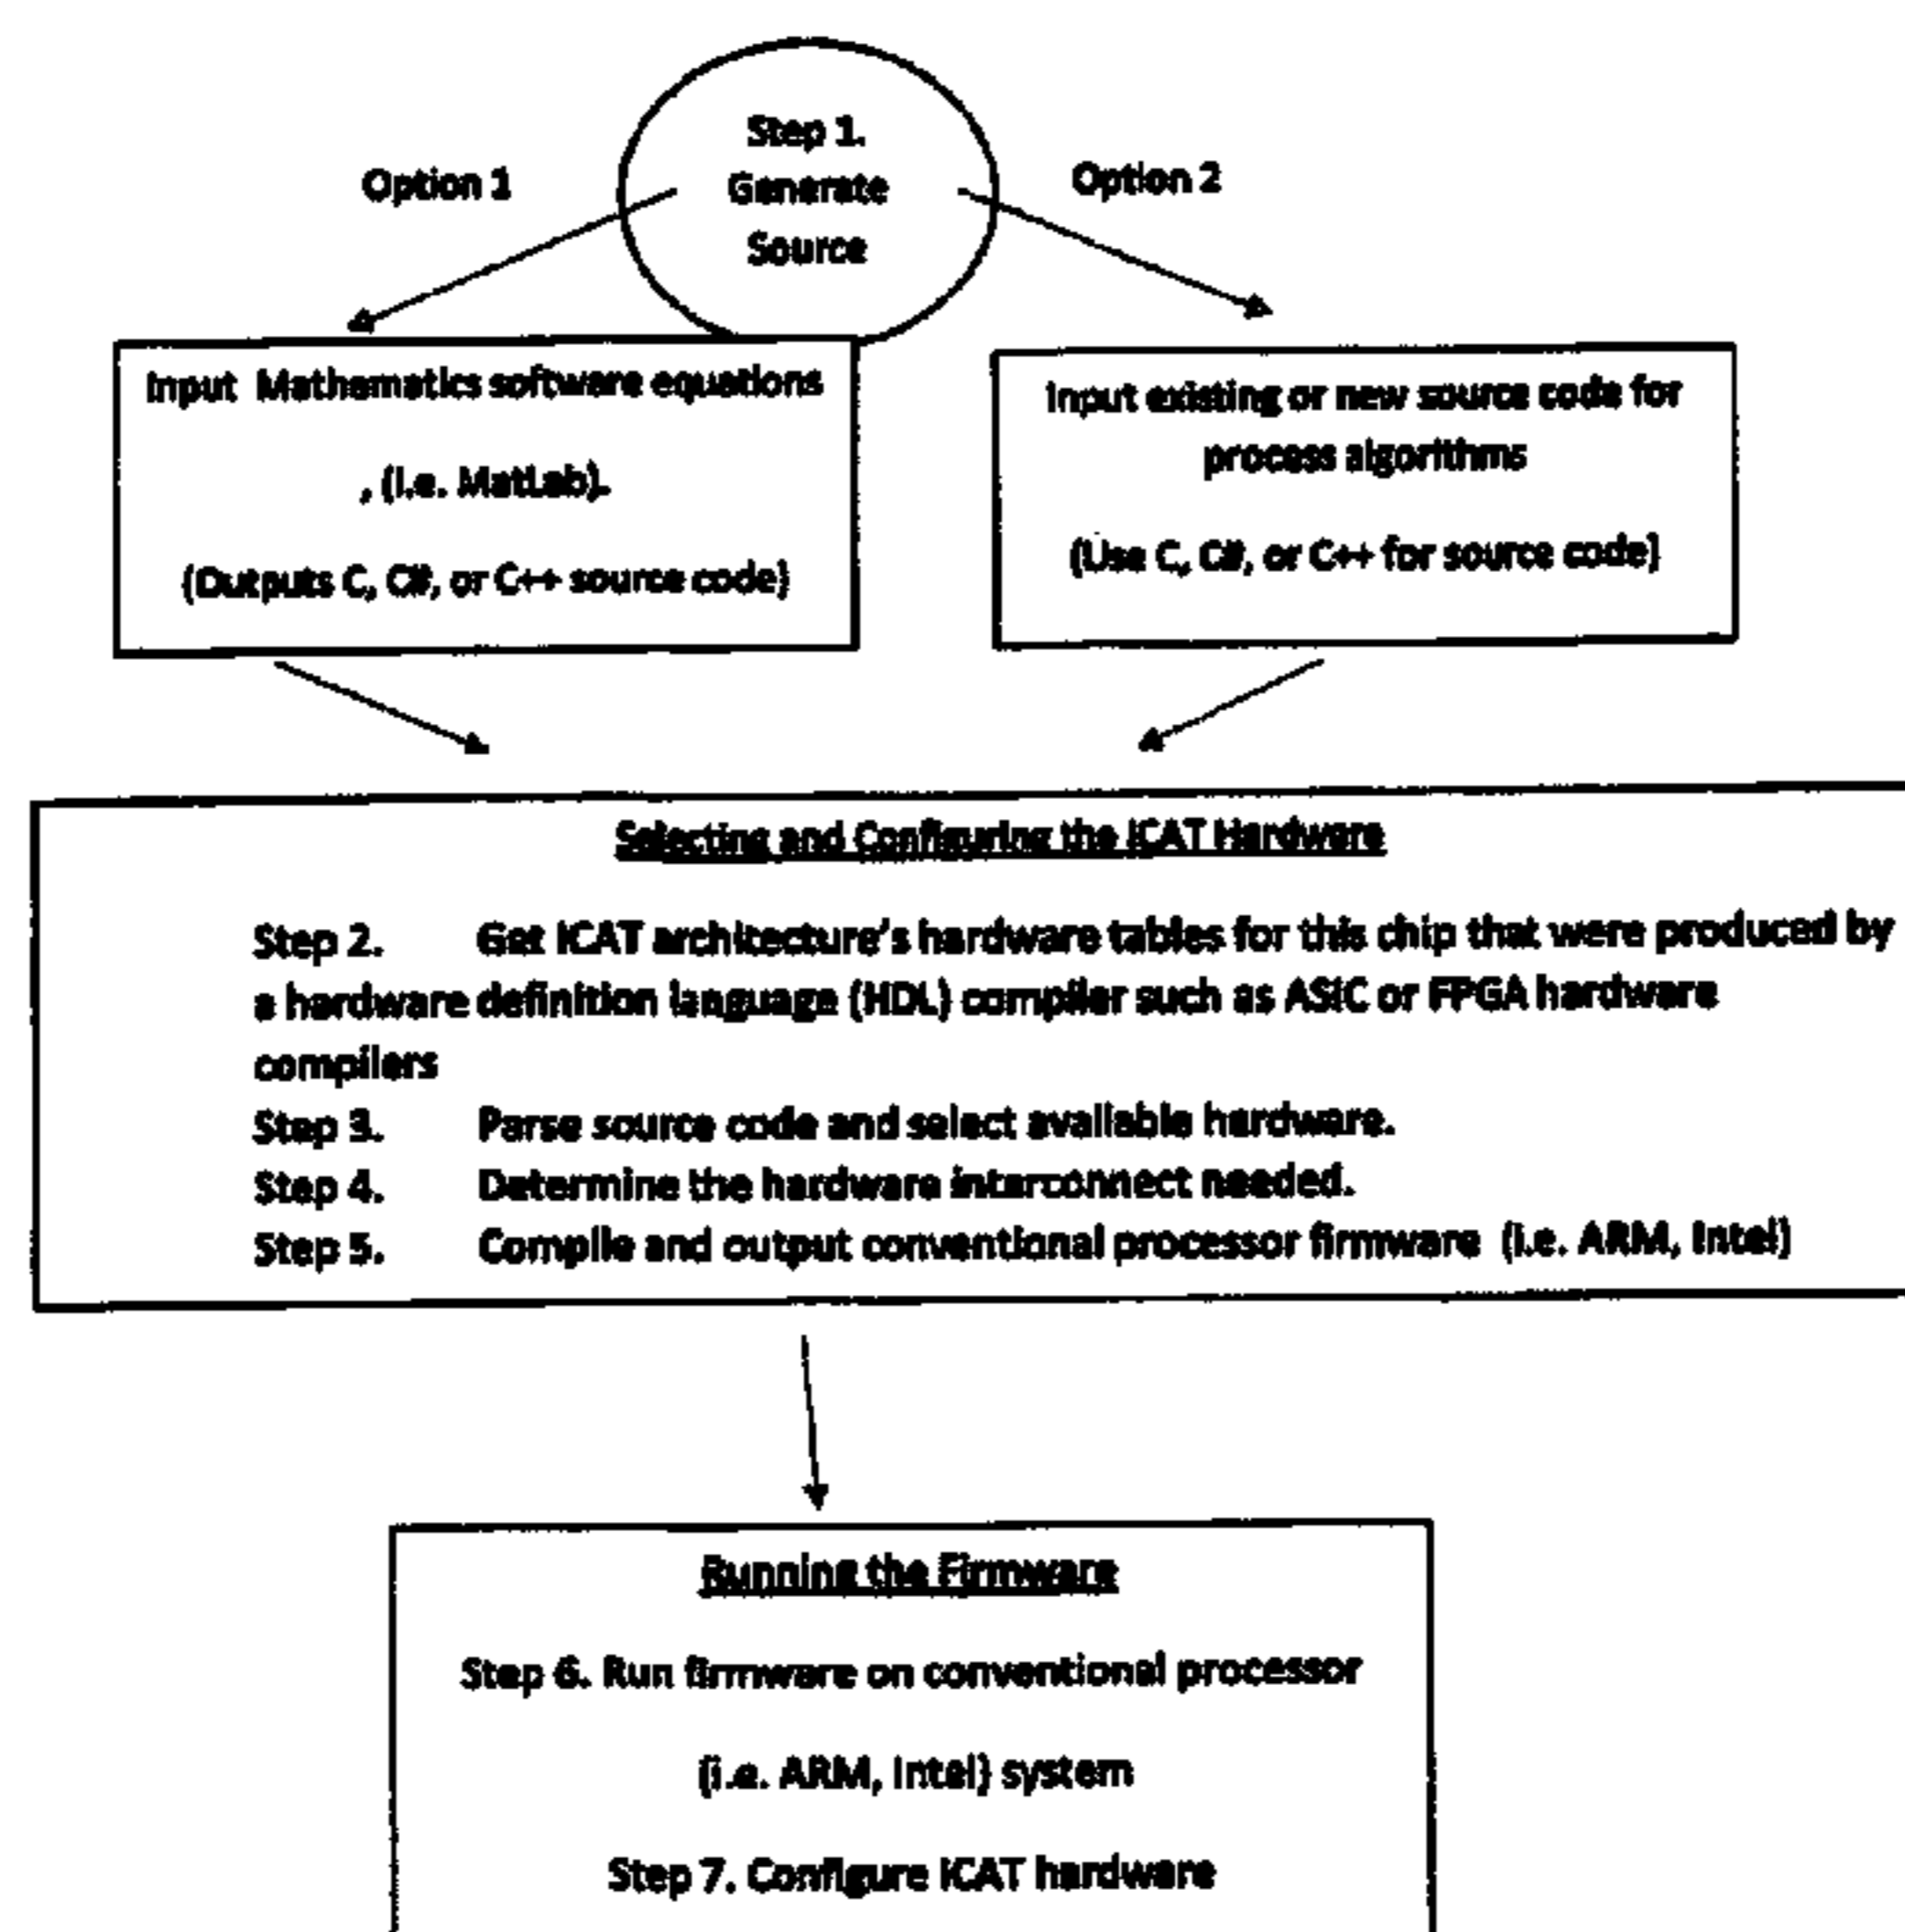 Step 1.
Generate
Source
Option 1
Option 2
Input Mathematics software equations
, (i.e. MatLab).
(Outputs C, C#, or C++ source code)
Input existing or new source code for
process algorithms
(Use C, C#, or C++ for source code)
Selecting and Configuring the ICAT Hardware
Step 2. Get ICAT architecture's hardware tables for this chip that were produced by
a hardware definition language (HDL) compiler such as ASIC or FPGA hardware
compilers
Step 3. Parse source code and select available hardware.
Step 4. Determine the hardware interconnect needed.
Step 5. Compile and output conventional processor firmware (i.e. ARM, Intel)
Running the Firmware
Step 6. Run firmware on conventional processor
(i.e. ARM, Intel) system
Step 7. Configure ICAT hardware